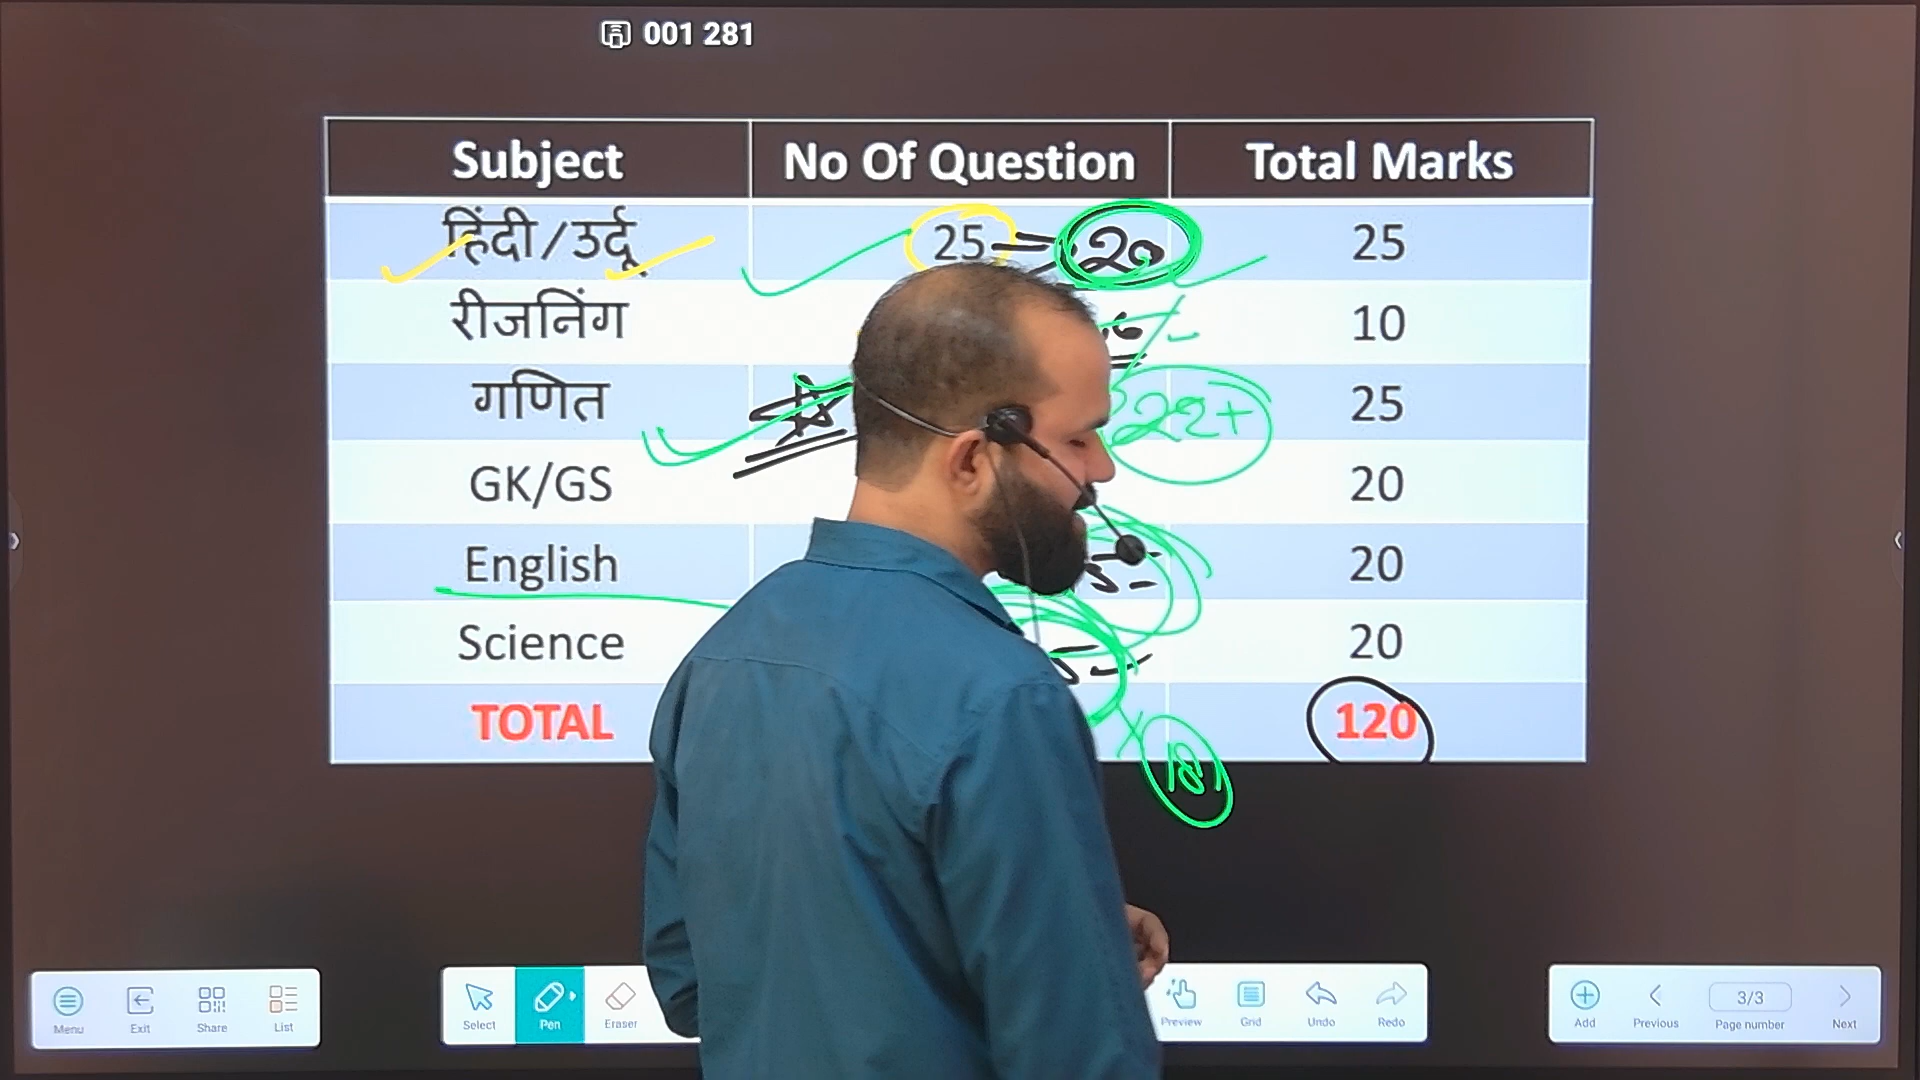 001 281
Subject No Of Question Total Marks
हिंदी/उर्दू 25 = 20 25
रीजनिंग 10
गणित 22+ 25
GK/GS 20
English 20
Science 20
TOTAL 120
18
Menu Exit Share List Select Pen Eraser Preview Grid Undo Redo Add Previous 3/3 Page number Next